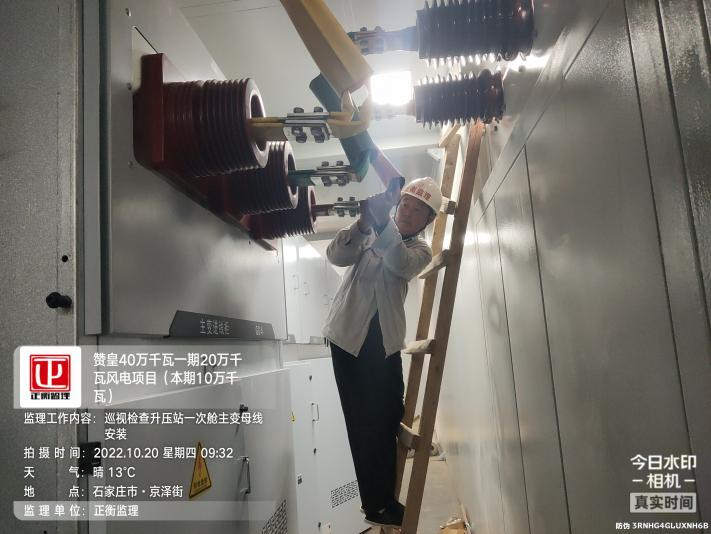 衡监理
主变进线柜 G04
正衡监理
赞皇40万千瓦一期20万千
瓦风电项目（本期10万千
瓦）
监理工作内容：巡视检查升压站一次舱主变母线
安装
拍摄时间：2022.10.20 星期四 09:32
天气：晴 13°C
地点：石家庄市·京泽街
监理单位：正衡监理
今日水印
相机
真实时间
防伪 3RNHG4GLUXNH6B